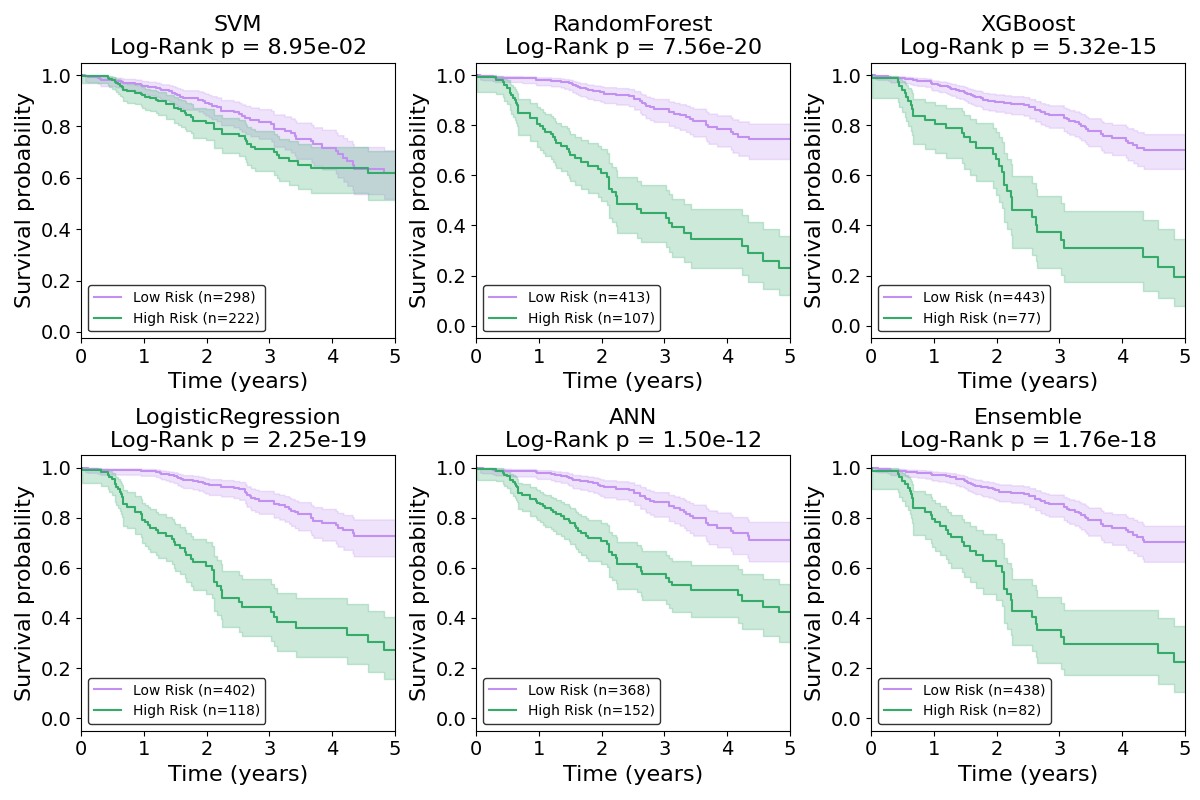 SVM
Log-Rank p = 8.95e-02
Survival probability
1.0
0.8
0.6
0.4
0.2
0.0
Low Risk (n=298)
High Risk (n=222)
0 1 2 3 4 5
Time (years)
RandomForest
Log-Rank p = 7.56e-20
Survival probability
1.0
0.8
0.6
0.4
0.2
0.0
Low Risk (n=413)
High Risk (n=107)
0 1 2 3 4 5
Time (years)
XGBoost
Log-Rank p = 5.32e-15
Survival probability
1.0
0.8
0.6
0.4
0.2
0.0
Low Risk (n=443)
High Risk (n=77)
0 1 2 3 4 5
Time (years)
LogisticRegression
Log-Rank p = 2.25e-19
Survival probability
1.0
0.8
0.6
0.4
0.2
0.0
Low Risk (n=402)
High Risk (n=118)
0 1 2 3 4 5
Time (years)
ANN
Log-Rank p = 1.50e-12
Survival probability
1.0
0.8
0.6
0.4
0.2
0.0
Low Risk (n=368)
High Risk (n=152)
0 1 2 3 4 5
Time (years)
Ensemble
Log-Rank p = 1.76e-18
Survival probability
1.0
0.8
0.6
0.4
0.2
0.0
Low Risk (n=438)
High Risk (n=82)
0 1 2 3 4 5
Time (years)